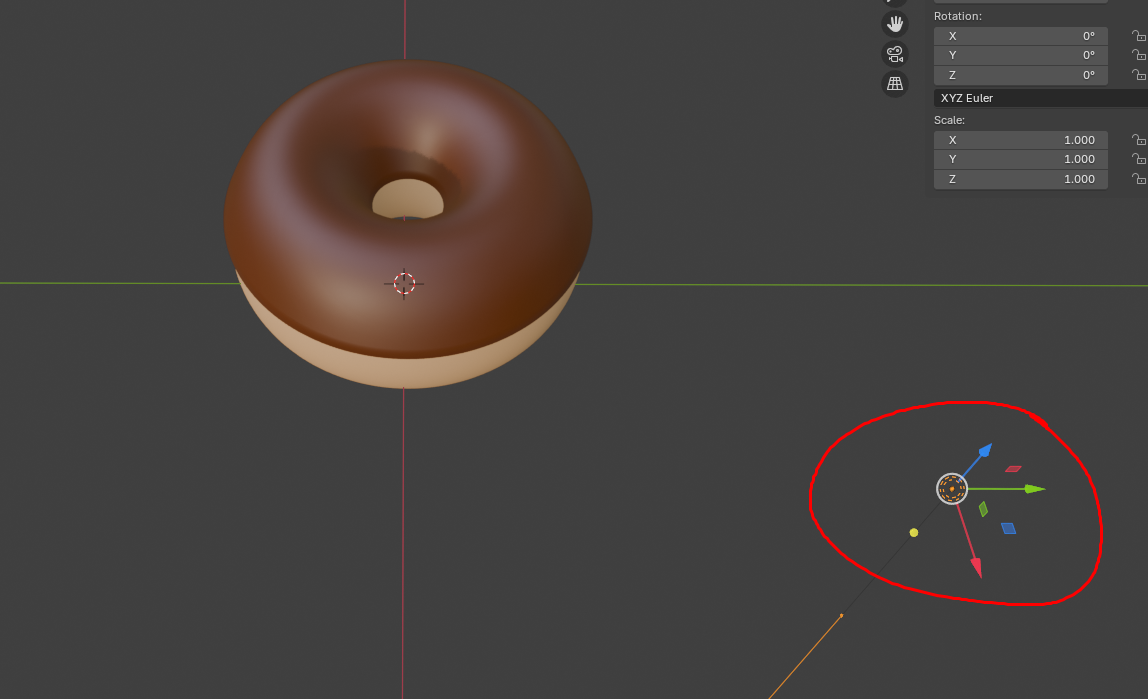 Rotation:
X 0°
Y 0°
Z 0°
XYZ Euler
Scale:
X 1.000
Y 1.000
Z 1.000